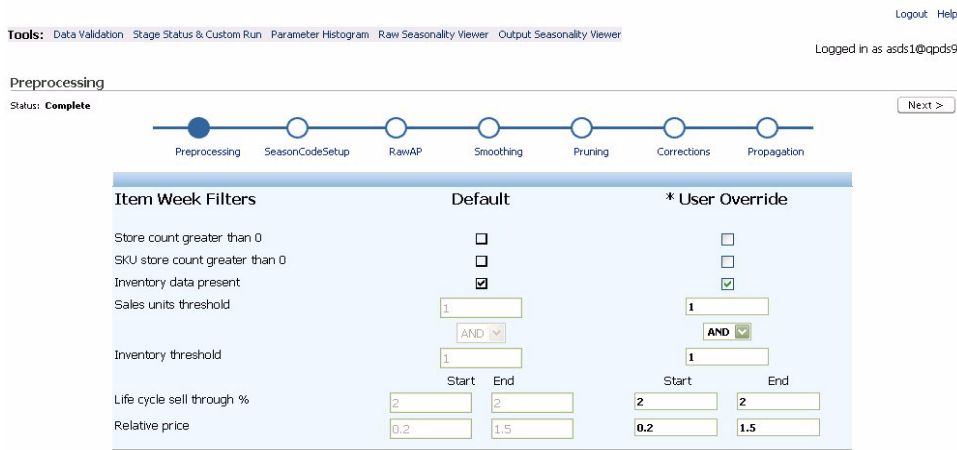 Logout Help
Tools: Data Validation Stage Status & Custom Run Parameter Histogram Raw Seasonality Viewer Output Seasonality Viewer
Logged in as asds1@qpds9
Preprocessing
Status: Complete
Next >
Preprocessing SeasonCodeSetup RawAP Smoothing Pruning Corrections Propagation
Item Week Filters Default * User Override
Store count greater than 0
SKU store count greater than 0
Inventory data present
Sales units threshold 1 1
AND AND
Inventory threshold 1 1
Start End Start End
Life cycle sell through % 2 2 2 2
Relative price 0.2 1.5 0.2 1.5